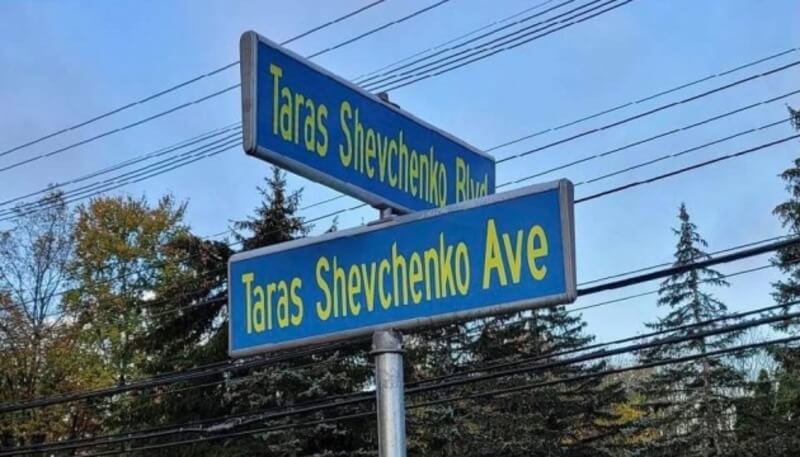 Taras Shevchenko Blvd
Taras Shevchenko Ave